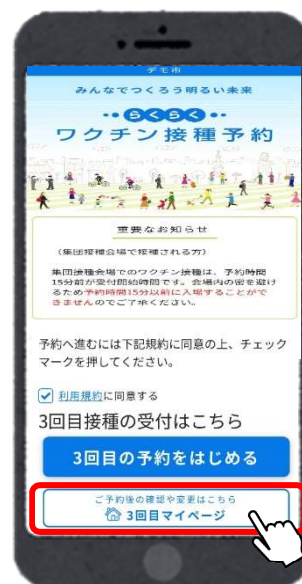 デモ市
みんなでつくろう明るい未来
らくらく
ワクチン接種予約
重要なお知らせ
（集団接種会場で接種される方）
集団接種会場でのワクチン接種は、予約時間
15分前が受付開始時間です。会場内の密を避け
るため予約時間15分以前に入場することがで
きませんのでご了承ください。
予約へ進むには下記規約に同意の上、チェック
マークを押してください。
利用規約に同意する
3回目接種の受付はこちら
3回目の予約をはじめる
ご予約後の確認や変更はこちら
3回目マイページ